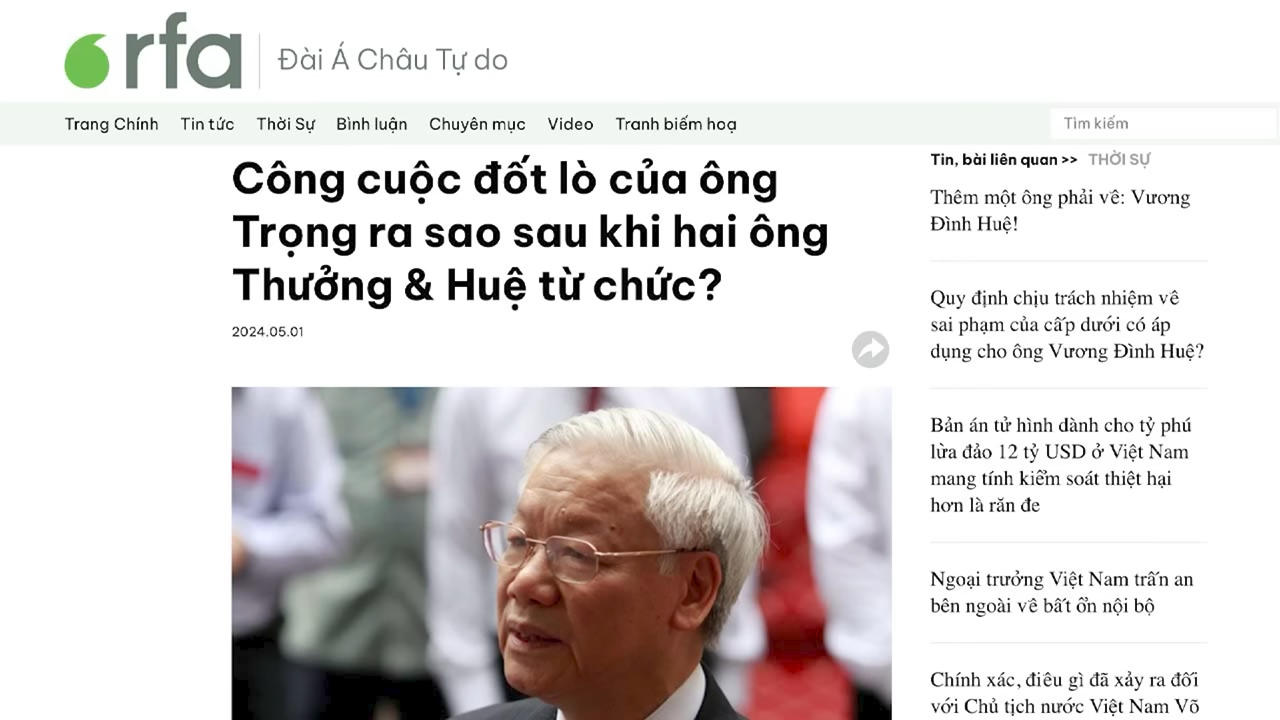 rfa Đài Á Châu Tự do
Trang Chính Tin tức Thời Sự Bình luận Chuyên mục Video Tranh biếm hoạ Tìm kiếm
Công cuộc đốt lò của ông
Trọng ra sao sau khi hai ông
Thưởng & Huệ từ chức?
2024.05.01
Tin, bài liên quan >> THỜI SỰ
Thêm một ông phải về: Vương
Đình Huệ!
Quy định chịu trách nhiệm về
sai phạm của cấp dưới có áp
dụng cho ông Vương Đình Huệ?
Bản án tử hình dành cho tỷ phú
lừa đảo 12 tỷ USD ở Việt Nam
mang tính kiểm soát thiệt hại
hơn là răn đe
Ngoại trưởng Việt Nam trấn an
bên ngoài về bất ổn nội bộ
Chính xác, điều gì đã xảy ra đối
với Chủ tịch nước Việt Nam Võ